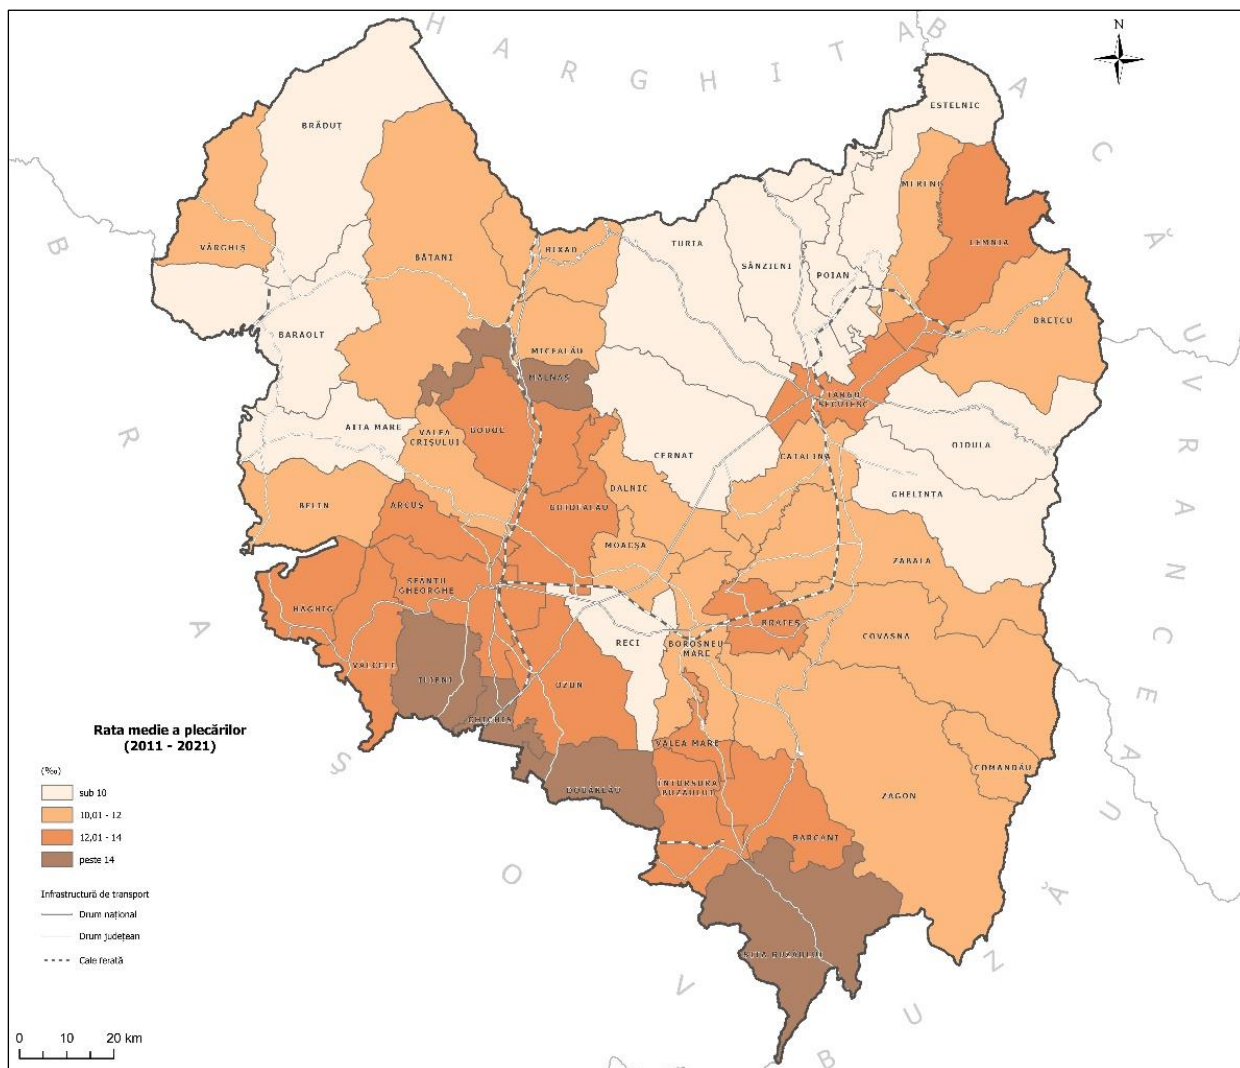 HARGHITA
BACĂU
VRANCEA
BUZĂU
BRAȘOV
N
ESTELNIC
BRĂDUȚ
MERENI
LEMNIA
VÂRGHIȘ
BĂȚANI
BIXAD
TURIA
SÂNZIENI
POIAN
BREȚCU
BARAOLT
MICFALĂU
MALNAȘ
TÂRGU
SECUIESC
AITA MARE
VALEA
CRIȘULUI
BODOC
CERNAT
CATALINA
OJDULA
DALNIC
GHELINȚA
BELIN
ARCUȘ
GHIDFALĂU
MOACȘA
ZĂBALA
SFÂNTU
GHEORGHE
HĂGHIG
BRATEȘ
RECI
BOROȘNEU
MARE
COVASNA
VÂLCELE
ILIENI
UZUN
CHICHIȘ
VALEA MARE
COMANDĂU
DOBÂRLĂU
ÎNTORSURA
BUZĂULUI
ZAGON
BARCANI
SITA BUZĂULUI
Rata medie a plecărilor
(2011 - 2021)
(‰)
sub 10
10,01 - 12
12,01 - 14
peste 14
Infrastructură de transport
Drum național
Drum județean
Cale ferată
0 10 20 km